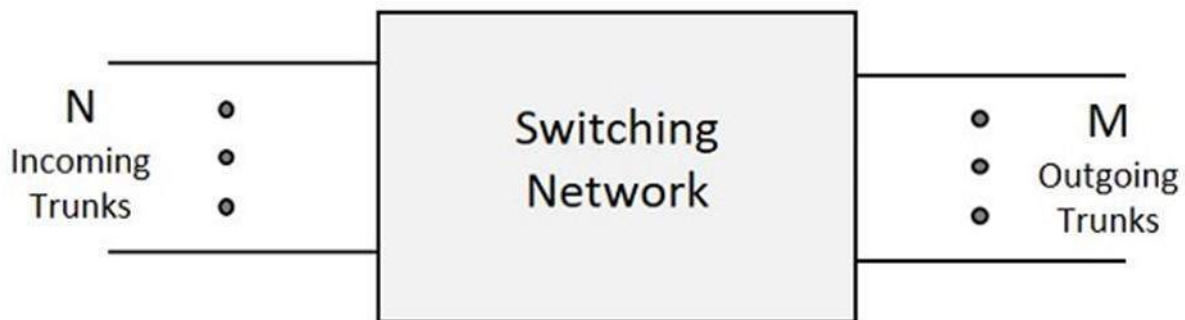 N
Incoming
Trunks
Switching
Network
M
Outgoing
Trunks